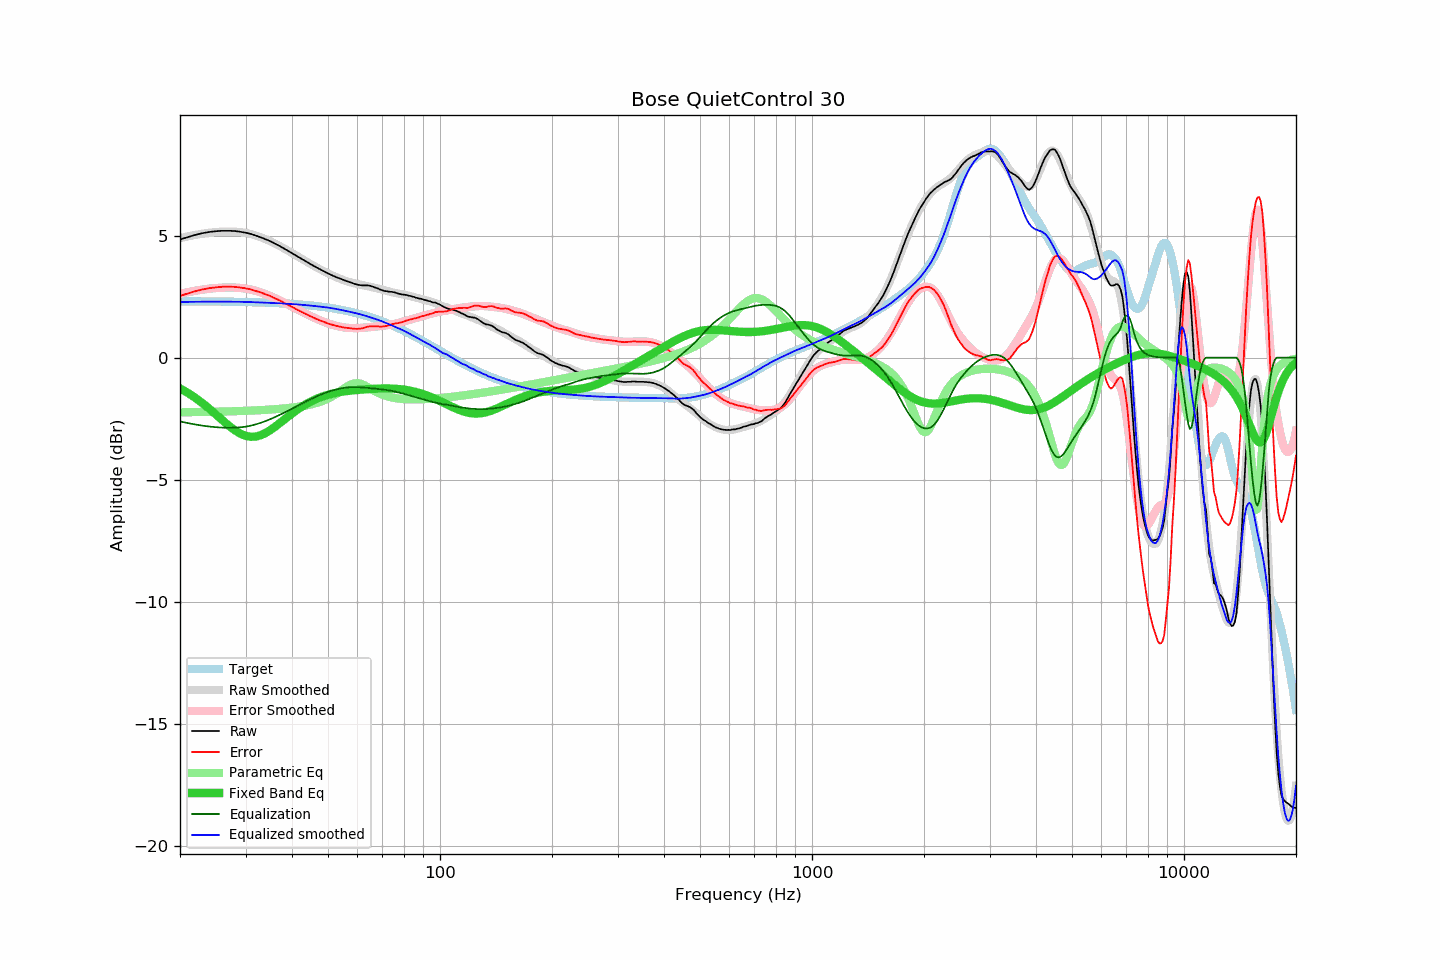 Bose QuietControl 30
Amplitude (dBr)
5
0
−5
−10
−15
−20
Target
Raw Smoothed
Error Smoothed
Raw
Error
Parametric Eq
Fixed Band Eq
Equalization
Equalized smoothed
100
1000
10000
Frequency (Hz)